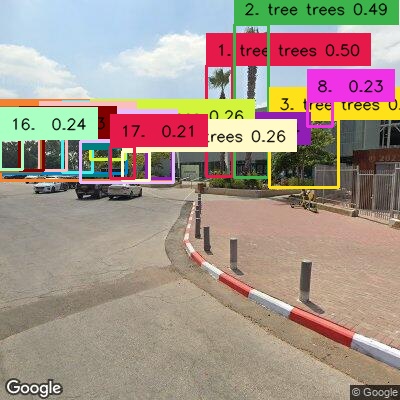 2. tree trees 0.49
1. tree trees 0.50
8. 0.23
3. tree trees 0.
0.26
16. 0.24
3
17. 0.21
trees 0.26
Google
Google